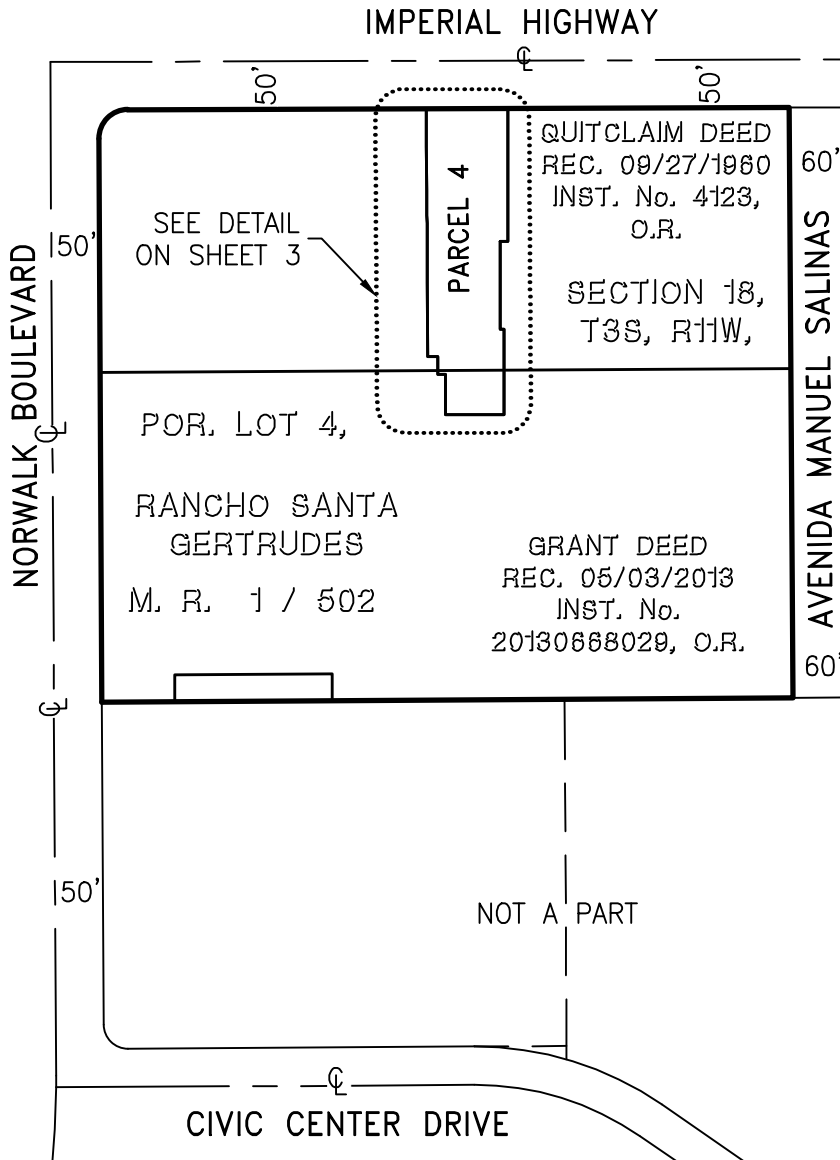 IMPERIAL HIGHWAY
℄
50'
50'
QUITCLAIM DEED
REC. 09/27/1960
INST. No. 4123,
O.R.
60'
PARCEL 4
SEE DETAIL
ON SHEET 3
50'
SECTION 18,
T3S, R11W,
NORWALK BOULEVARD
℄
AVENIDA MANUEL SALINAS
POR. LOT 4,
RANCHO SANTA
GERTRUDES
M. R. 1 / 502
GRANT DEED
REC. 05/03/2013
INST. No.
20130668029, O.R.
60'
℄
50'
NOT A PART
℄
CIVIC CENTER DRIVE